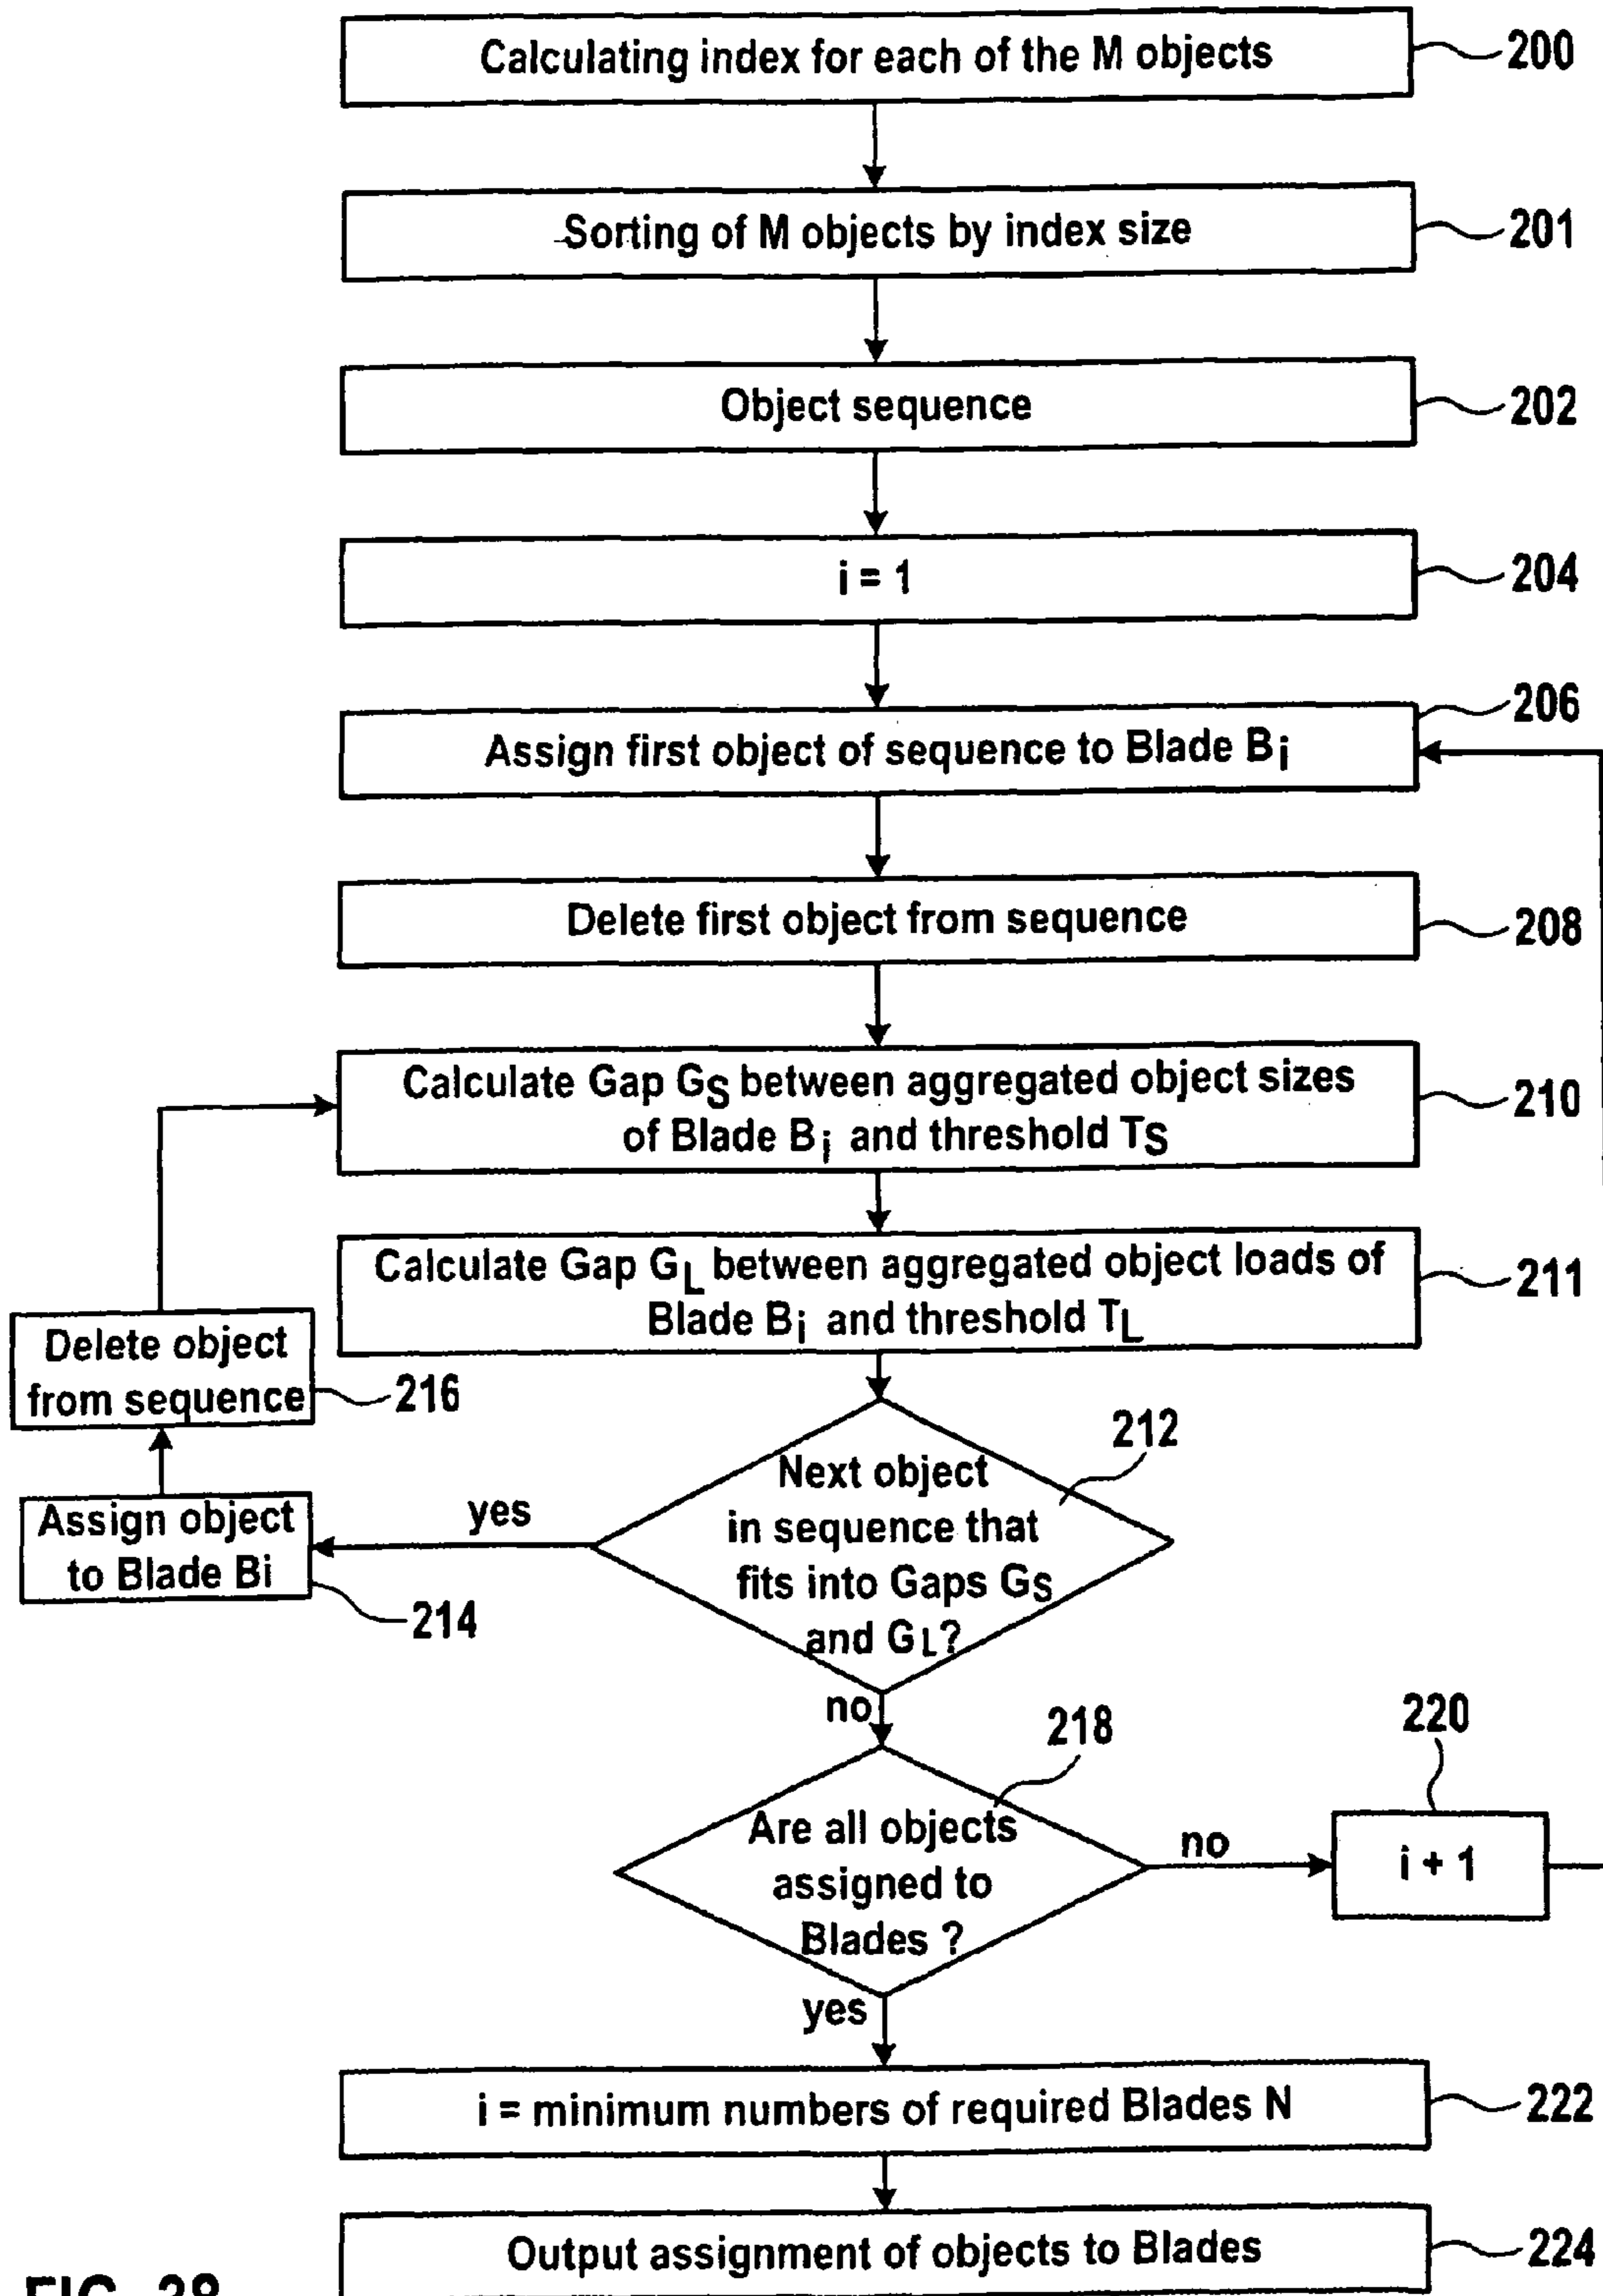 Calculating index for each of the M objects
200
Sorting of M objects by index size
201
Object sequence
202
i = 1
204
206
Assign first object of sequence to Blade Bi
Delete first object from sequence
208
Calculate Gap GS between aggregated object sizes
of Blade Bi and threshold TS
210
Calculate Gap GL between aggregated object loads of
Blade Bi and threshold TL
211
Delete object
from sequence
216
212
Next object
in sequence that
fits into Gaps GS
and GL?
yes
Assign object
to Blade Bi
214
no
218
220
Are all objects
assigned to
Blades ?
no
i + 1
yes
i = minimum numbers of required Blades N
222
Output assignment of objects to Blades
224